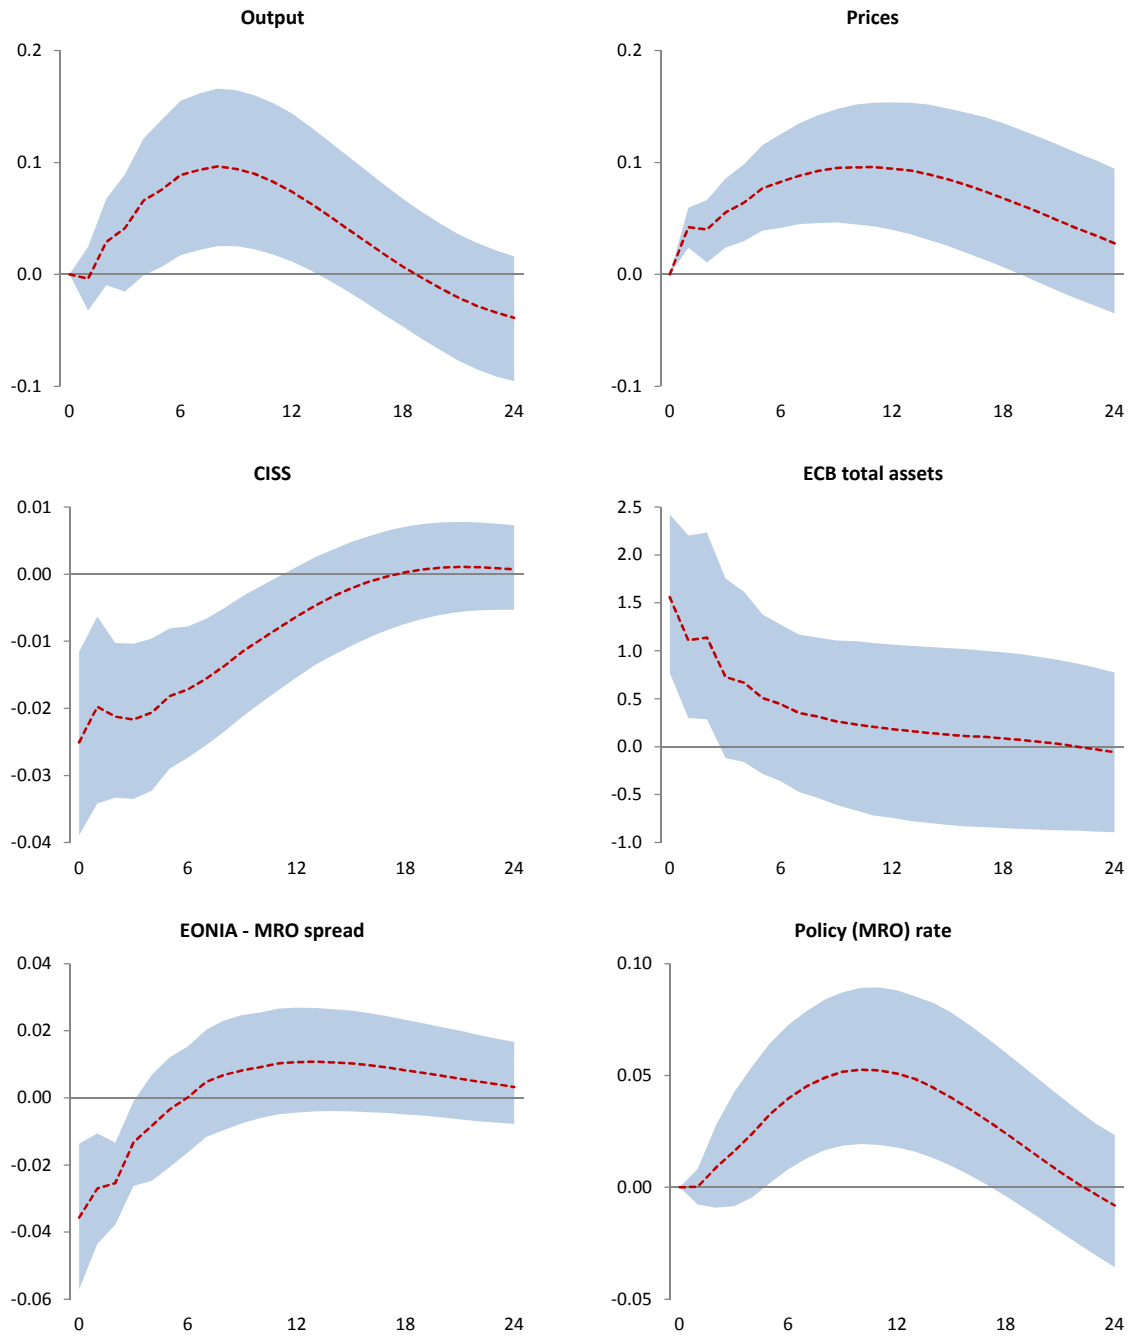 Output
0.2
0.1
0.0
-0.1
0 6 12 18 24
Prices
0.2
0.1
0.0
-0.1
0 6 12 18 24
CISS
0.01
0.00
-0.01
-0.02
-0.03
-0.04
0 6 12 18 24
ECB total assets
2.5
2.0
1.5
1.0
0.5
0.0
-0.5
-1.0
0 6 12 18 24
EONIA - MRO spread
0.04
0.02
0.00
-0.02
-0.04
-0.06
0 6 12 18 24
Policy (MRO) rate
0.10
0.05
0.00
-0.05
0 6 12 18 24